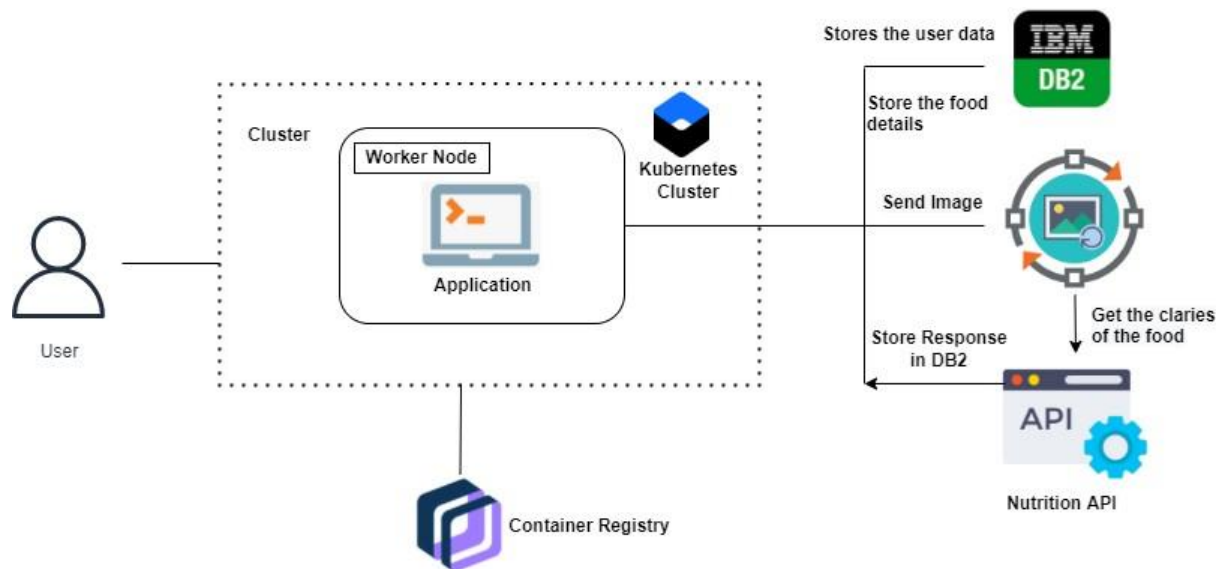 Stores the user data
IBM
DB2
Store the food
details
Cluster
Worker Node
Kubernetes
Cluster
Send Image
Application
User
Get the claries
of the food
Store Response
in DB2
API
Nutrition API
Container Registry